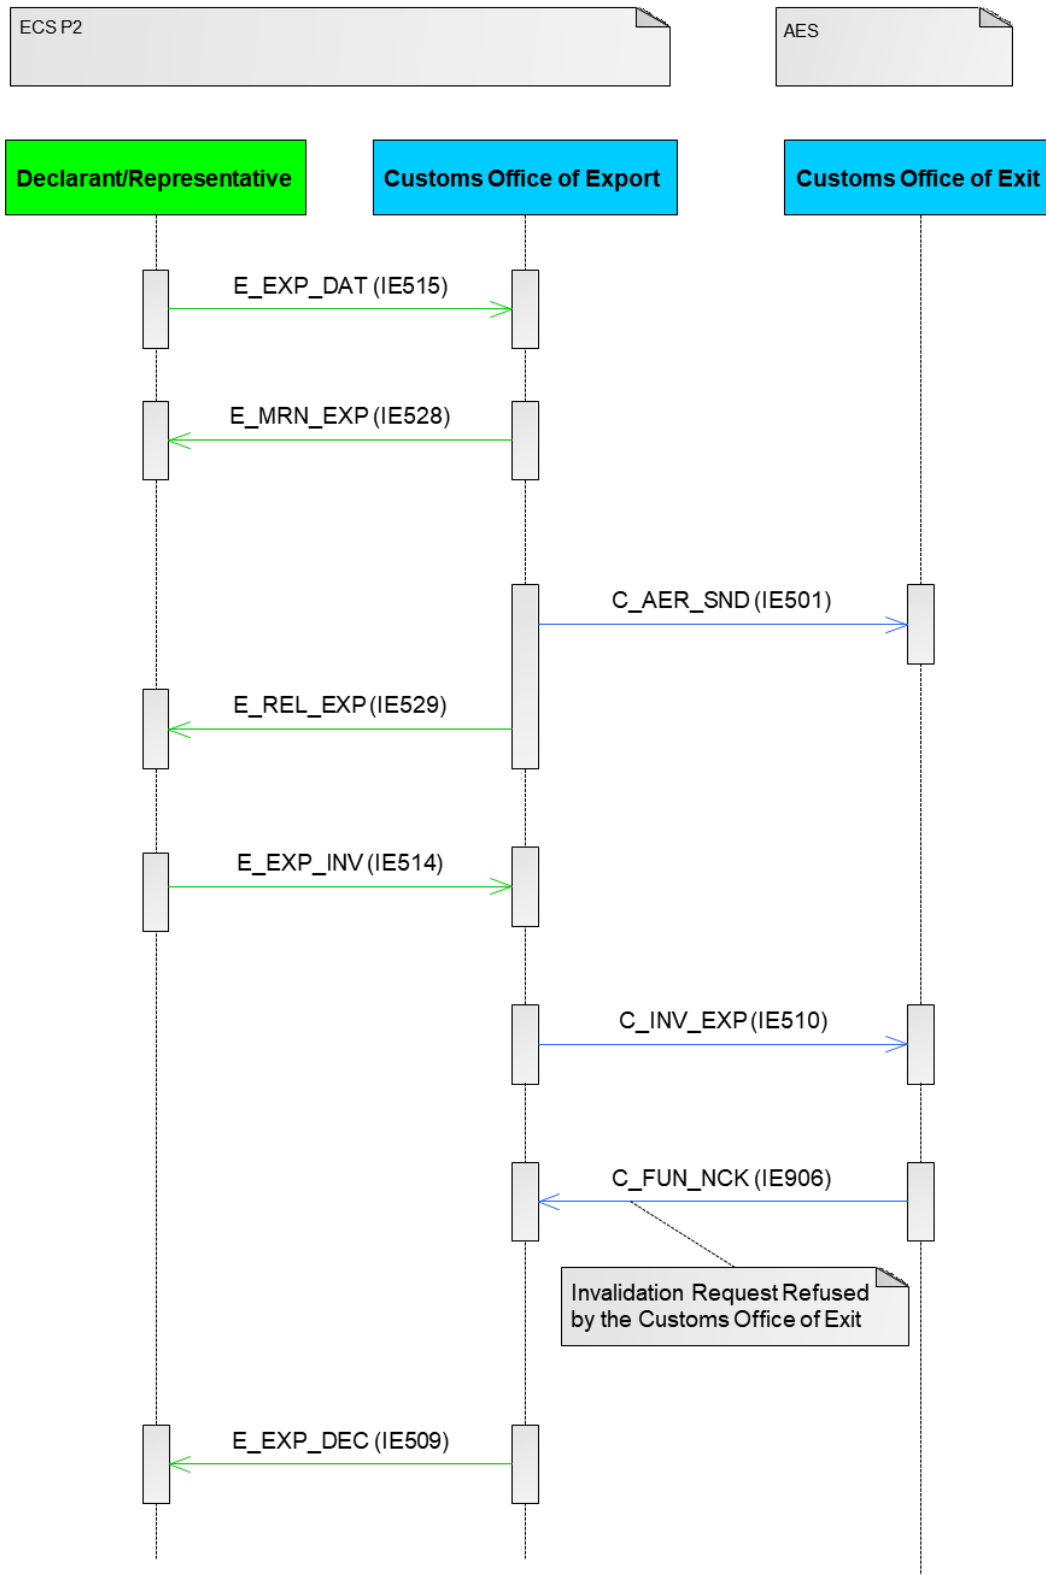 ECS P2
AES
Declarant/Representative
Customs Office of Export
Customs Office of Exit
E_EXP_DAT (IE515)
E_MRN_EXP (IE528)
C_AER_SND (IE501)
E_REL_EXP (IE529)
E_EXP_INV (IE514)
C_INV_EXP (IE510)
C_FUN_NCK (IE906)
Invalidation Request Refused
by the Customs Office of Exit
E_EXP_DEC (IE509)